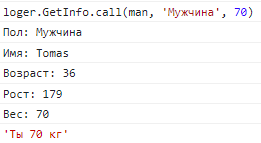 loger.GetInfo.call(man, 'Мужчина', 70)
Пол: Мужчина
Имя: Tomas
Возраст: 36
Рост: 179
Вес: 70
'Ты 70 кг'